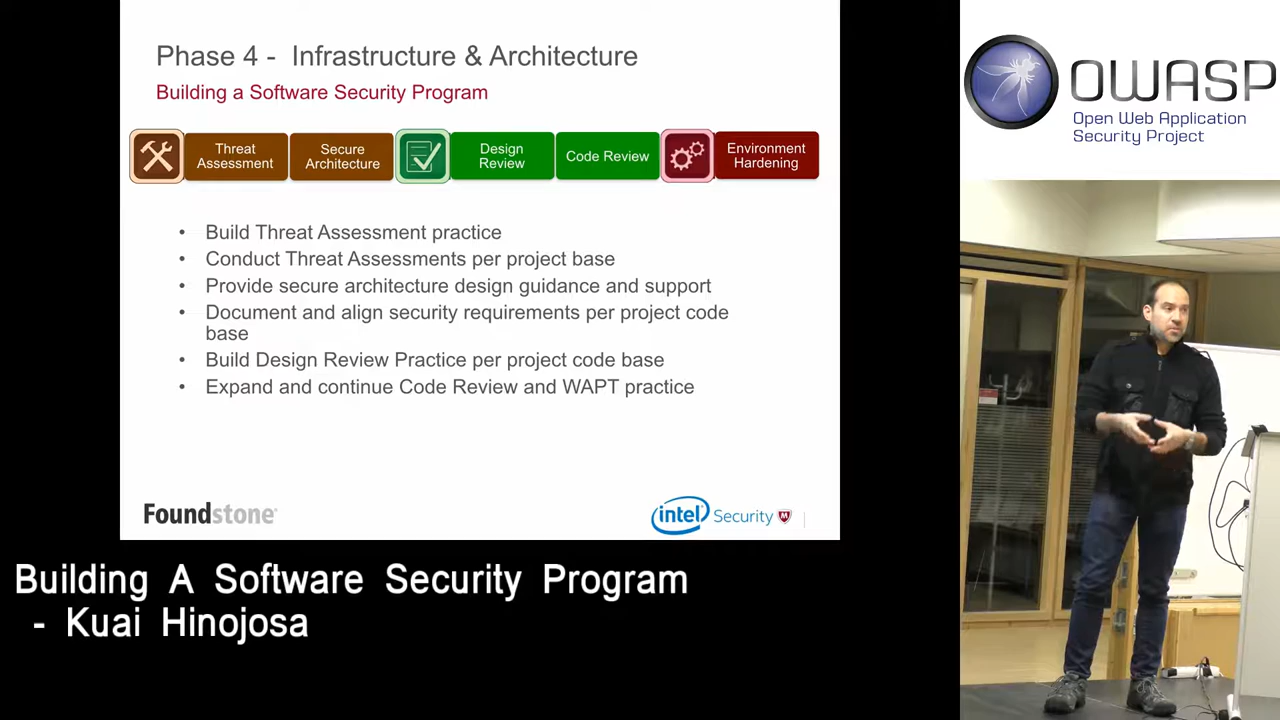 Phase 4 - Infrastructure & Architecture
Building a Software Security Program
Threat
Assessment
Secure
Architecture
Design
Review
Code Review
Environment
Hardening
• Build Threat Assessment practice
• Conduct Threat Assessments per project base
• Provide secure architecture design guidance and support
• Document and align security requirements per project code
base
• Build Design Review Practice per project code base
• Expand and continue Code Review and WAPT practice
Foundstone
intel Security
Building A Software Security Program
- Kuai Hinojosa
OWASP
Open Web Application
Security Project